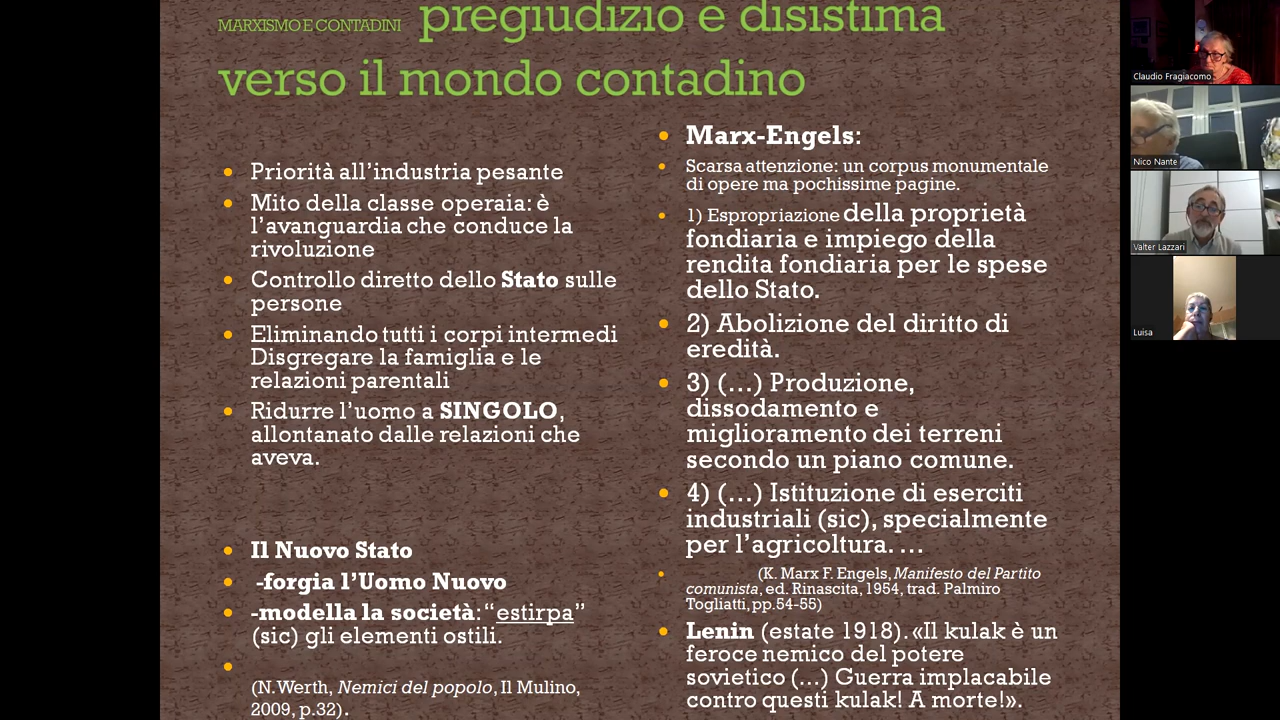 MARXISMO E CONTADINI pregiudizio e disistima
verso il mondo contadino
Priorità all'industria pesante
Mito della classe operaia: è
l'avanguardia che conduce la
rivoluzione
Controllo diretto dello Stato sulle
persone
Eliminando tutti i corpi intermedi
Disgregare la famiglia e le
relazioni parentali
Ridurre l'uomo a SINGOLO,
allontanato dalle relazioni che
aveva.
Il Nuovo Stato
-forgia l'Uomo Nuovo
-modella la società: "estirpa"
(sic) gli elementi ostili.
(N.Werth, Nemici del popolo, Il Mulino,
2009, p.32).
Marx-Engels:
Scarsa attenzione: un corpus monumentale
di opere ma pochissime pagine.
1) Espropriazione della proprietà
fondiaria e impiego della
rendita fondiaria per le spese
dello Stato.
2) Abolizione del diritto di
eredità.
3) (…) Produzione,
dissodamento e
miglioramento dei terreni
secondo un piano comune.
4) (…) Istituzione di eserciti
industriali (sic), specialmente
per l'agricoltura. …
(K. Marx F. Engels, Manifesto del Partito
comunista, ed. Rinascita, 1954, trad. Palmiro
Togliatti, pp.54-55)
Lenin (estate 1918). «Il kulak è un
feroce nemico del potere
sovietico (…) Guerra implacabile
contro questi kulak! A morte!».
Claudio Fragiacomo
Nico Nante
Valter Lazzari
Luisa